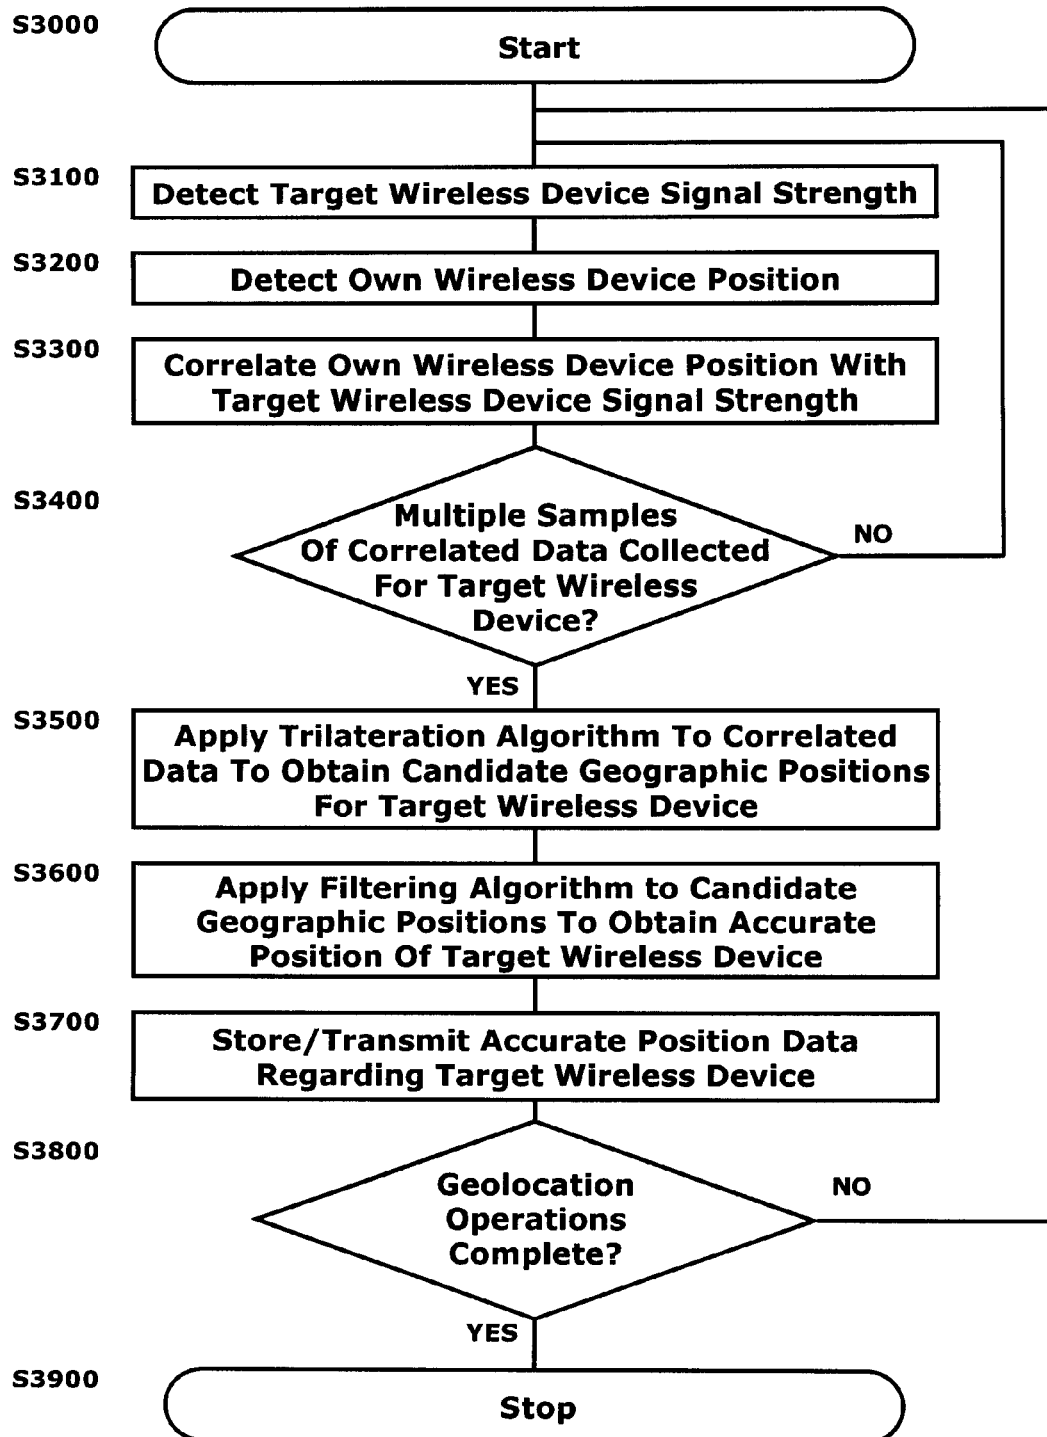 S3000
Start
S3100
Detect Target Wireless Device Signal Strength
S3200
Detect Own Wireless Device Position
S3300
Correlate Own Wireless Device Position With
Target Wireless Device Signal Strength
S3400
Multiple Samples
Of Correlated Data Collected
For Target Wireless
Device?
NO
YES
S3500
Apply Trilateration Algorithm To Correlated
Data To Obtain Candidate Geographic Positions
For Target Wireless Device
S3600
Apply Filtering Algorithm to Candidate
Geographic Positions To Obtain Accurate
Position Of Target Wireless Device
S3700
Store/Transmit Accurate Position Data
Regarding Target Wireless Device
S3800
Geolocation
Operations
Complete?
NO
YES
S3900
Stop